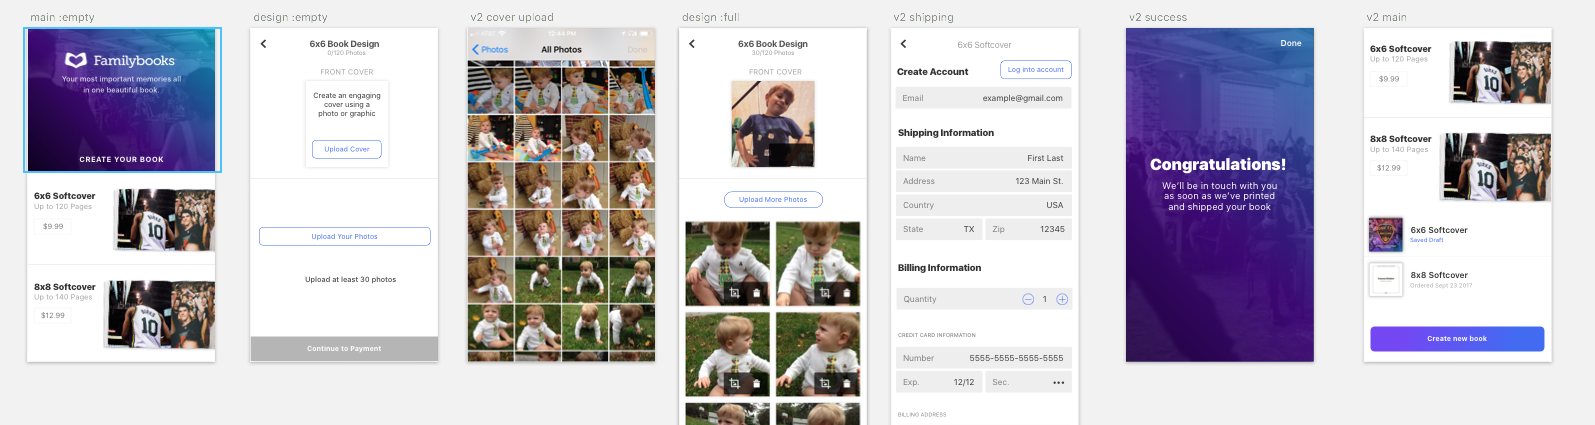 main :empty
Familybooks
Your most important memories all
in one beautiful book
CREATE YOUR BOOK
6x6 Softcover
Up to 120 Pages
$9.99
8x8 Softcover
Up to 140 Pages
$12.99
design :empty
6x6 Book Design
0/120 Photos
FRONT COVER
Create an engaging
cover using a
photo or graphic
Upload Cover
Upload Your Photos
Upload at least 30 photos
Continue to Payment
v2 cover upload
12:44 PM
Photos
All Photos
Done
design :full
6x6 Book Design
30/120 Photos
FRONT COVER
Upload More Photos
v2 shipping
6x6 Softcover
Create Account
Log into account
Email example@gmail.com
Shipping Information
Name First Last
Address 123 Main St.
Country USA
State TX Zip 12345
Billing Information
Quantity 1
CREDIT CARD INFORMATION
Number 5555-5555-5555-5555
Exp. 12/12 Sec. •••
BILLING ADDRESS
v2 success
Done
Congratulations!
We'll be in touch with you
as soon as we've printed
and shipped your book
v2 main
6x6 Softcover
Up to 120 Pages
$9.99
8x8 Softcover
Up to 140 Pages
$12.99
6x6 Softcover
Saved Draft
8x8 Softcover
Ordered Sept 23 2017
Create new book